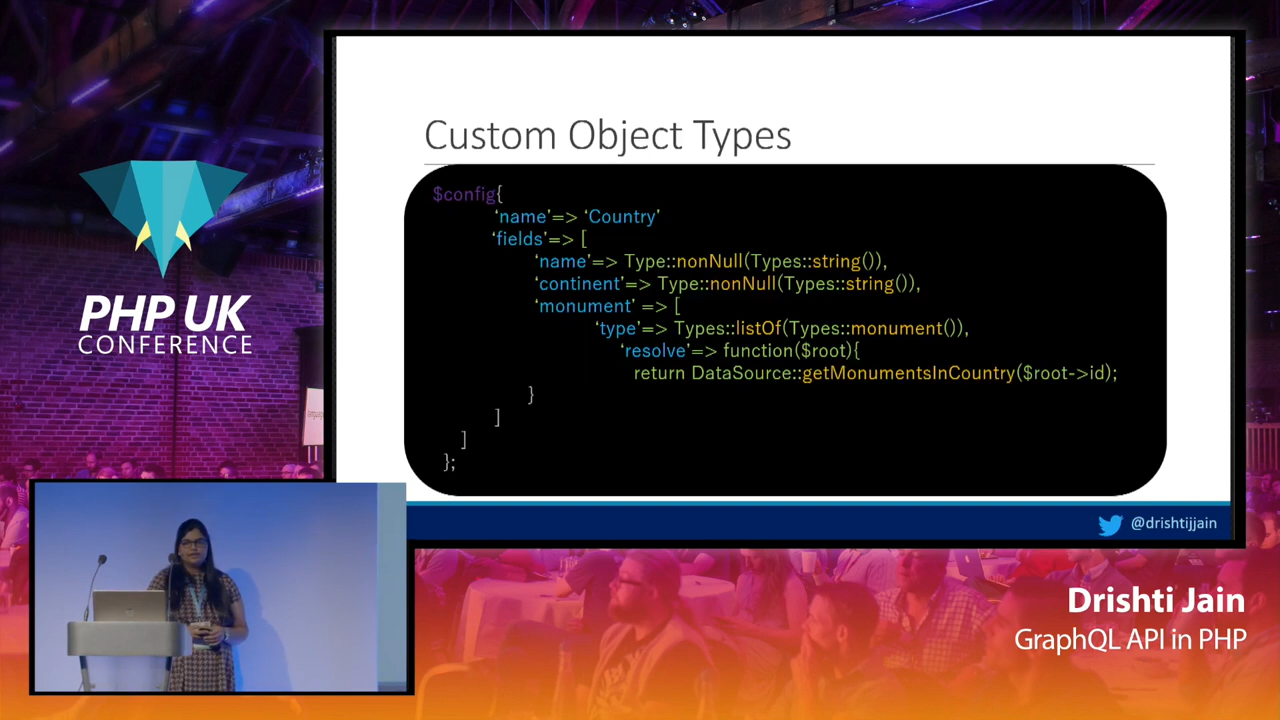 PHP UK
CONFERENCE
Custom Object Types
$config{
‘name’=> ‘Country’
‘fields’=> [
‘name’=> Type::nonNull(Types::string()),
‘continent’=> Type::nonNull(Types::string()),
‘monument’ => [
‘type’=> Types::listOf(Types::monument()),
‘resolve’=> function($root){
return DataSource::getMonumentsInCountry($root->id);
}
]
]
};
@drishtijjain
Drishti Jain
GraphQL API in PHP